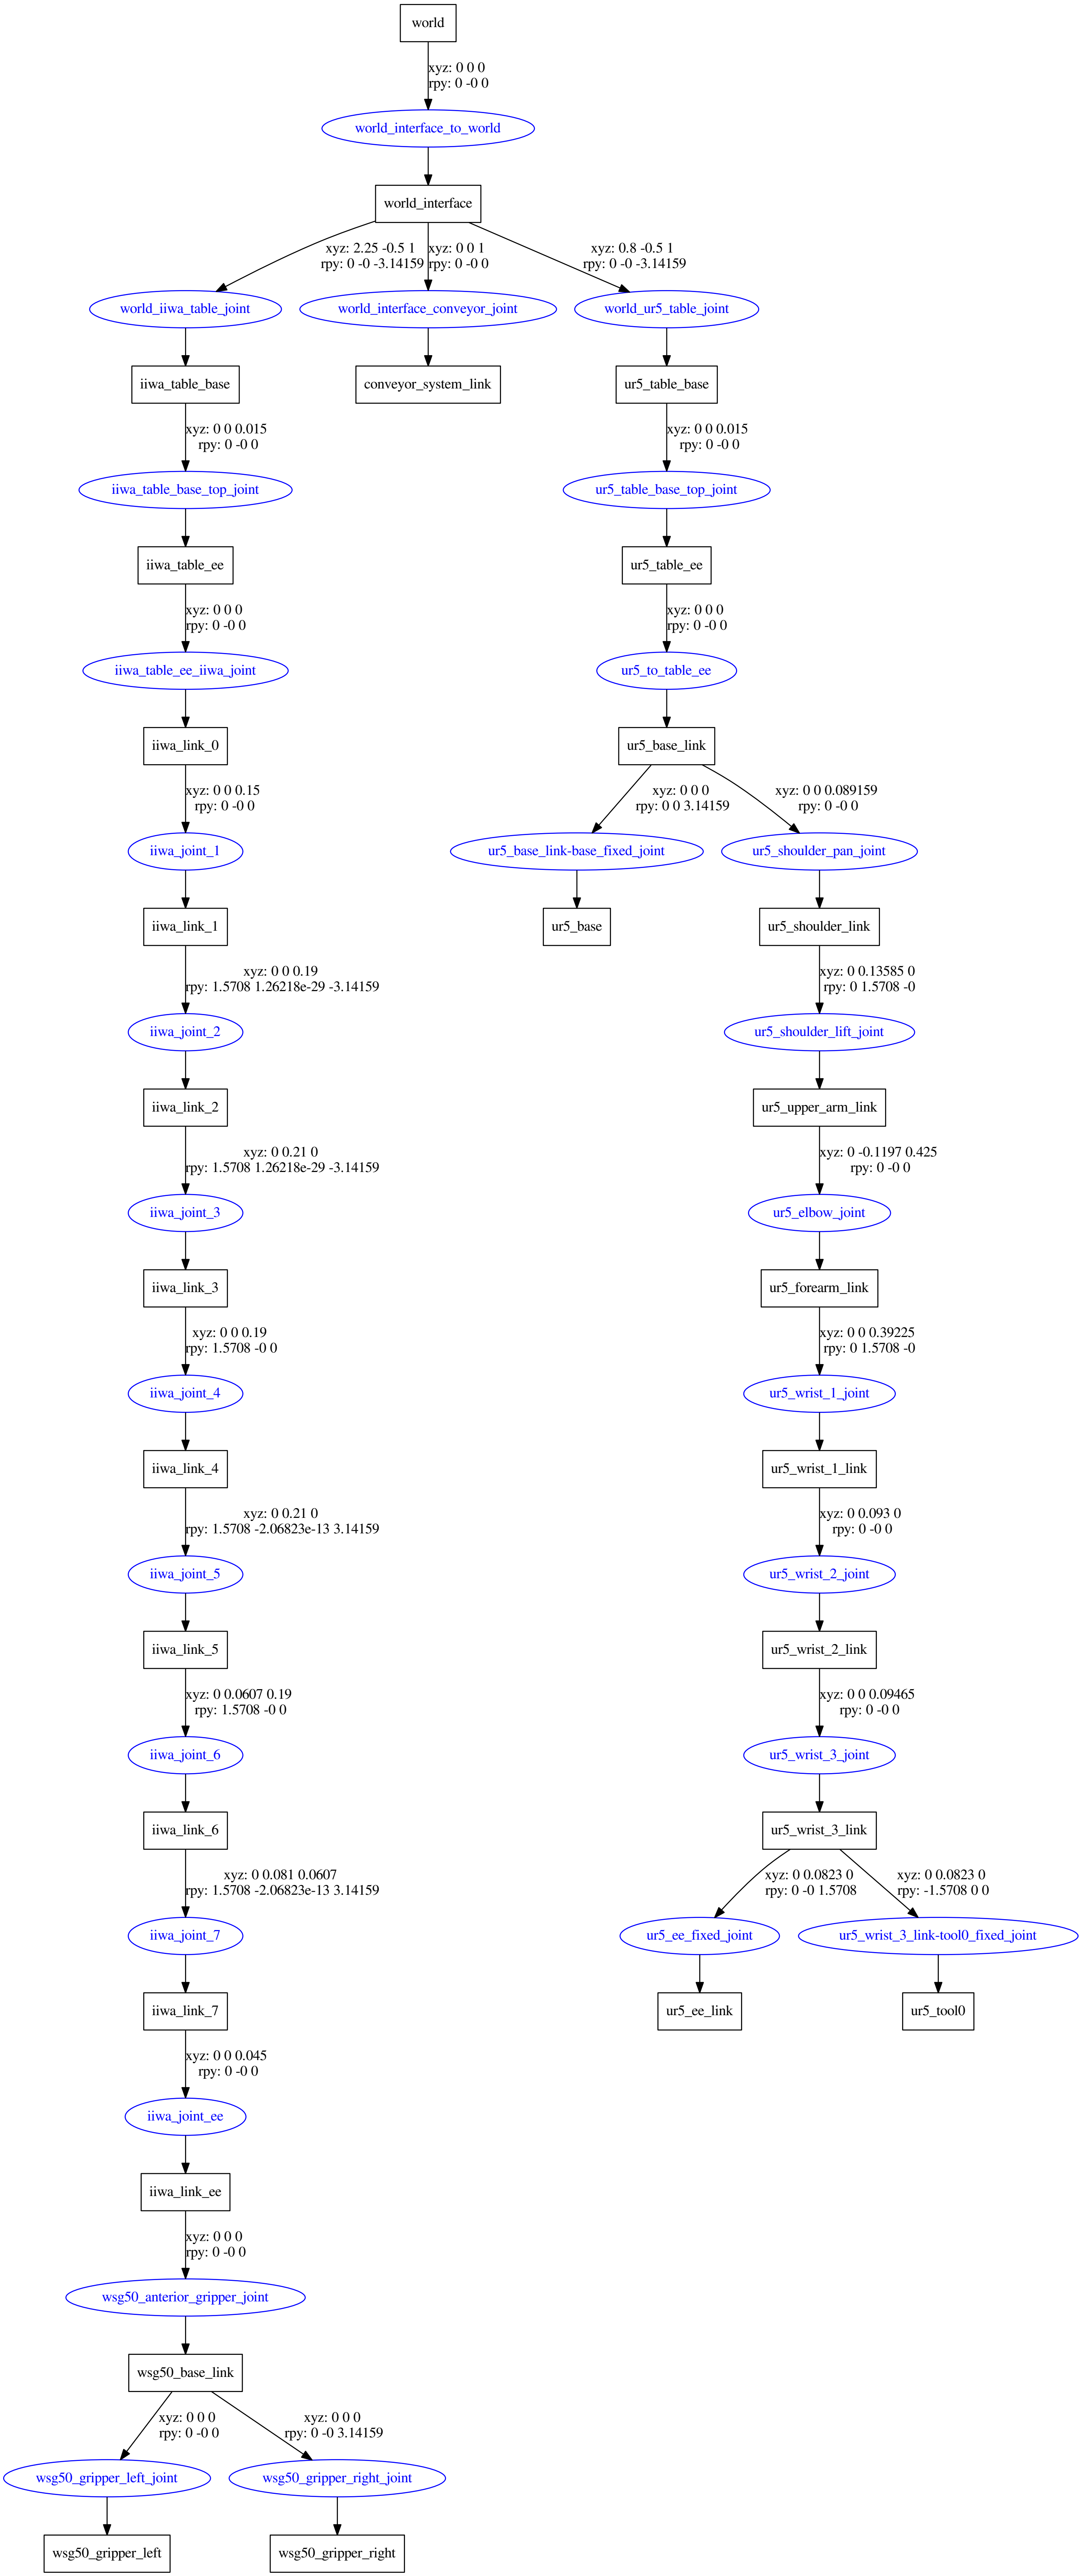 world
xyz: 0 0 0
rpy: 0 -0 0
world_interface_to_world
world_interface
xyz: 2.25 -0.5 1
rpy: 0 -0 -3.14159
xyz: 0 0 1
rpy: 0 -0 0
xyz: 0.8 -0.5 1
rpy: 0 -0 -3.14159
world_iiwa_table_joint
world_interface_conveyor_joint
world_ur5_table_joint
iiwa_table_base
conveyor_system_link
ur5_table_base
xyz: 0 0 0.015
rpy: 0 -0 0
xyz: 0 0 0.015
rpy: 0 -0 0
iiwa_table_base_top_joint
ur5_table_base_top_joint
iiwa_table_ee
ur5_table_ee
xyz: 0 0 0
rpy: 0 -0 0
xyz: 0 0 0
rpy: 0 -0 0
iiwa_table_ee_iiwa_joint
ur5_to_table_ee
iiwa_link_0
ur5_base_link
xyz: 0 0 0.15
rpy: 0 -0 0
xyz: 0 0 0
rpy: 0 0 3.14159
xyz: 0 0 0.089159
rpy: 0 -0 0
iiwa_joint_1
ur5_base_link-base_fixed_joint
ur5_shoulder_pan_joint
iiwa_link_1
ur5_base
ur5_shoulder_link
xyz: 0 0 0.19
rpy: 1.5708 1.26218e-29 -3.14159
xyz: 0 0.13585 0
rpy: 0 1.5708 -0
iiwa_joint_2
ur5_shoulder_lift_joint
iiwa_link_2
ur5_upper_arm_link
xyz: 0 0.21 0
rpy: 1.5708 1.26218e-29 -3.14159
xyz: 0 -0.1197 0.425
rpy: 0 -0 0
iiwa_joint_3
ur5_elbow_joint
iiwa_link_3
ur5_forearm_link
xyz: 0 0 0.19
rpy: 1.5708 -0 0
xyz: 0 0 0.39225
rpy: 0 1.5708 -0
iiwa_joint_4
ur5_wrist_1_joint
iiwa_link_4
ur5_wrist_1_link
xyz: 0 0.21 0
rpy: 1.5708 -2.06823e-13 3.14159
xyz: 0 0.093 0
rpy: 0 -0 0
iiwa_joint_5
ur5_wrist_2_joint
iiwa_link_5
ur5_wrist_2_link
xyz: 0 0.0607 0.19
rpy: 1.5708 -0 0
xyz: 0 0 0.09465
rpy: 0 -0 0
iiwa_joint_6
ur5_wrist_3_joint
iiwa_link_6
ur5_wrist_3_link
xyz: 0 0.081 0.0607
rpy: 1.5708 -2.06823e-13 3.14159
xyz: 0 0.0823 0
rpy: 0 -0 1.5708
xyz: 0 0.0823 0
rpy: -1.5708 0 0
iiwa_joint_7
ur5_ee_fixed_joint
ur5_wrist_3_link-tool0_fixed_joint
iiwa_link_7
ur5_ee_link
ur5_tool0
xyz: 0 0 0.045
rpy: 0 -0 0
iiwa_joint_ee
iiwa_link_ee
xyz: 0 0 0
rpy: 0 -0 0
wsg50_anterior_gripper_joint
wsg50_base_link
xyz: 0 0 0
rpy: 0 -0 0
xyz: 0 0 0
rpy: 0 -0 3.14159
wsg50_gripper_left_joint
wsg50_gripper_right_joint
wsg50_gripper_left
wsg50_gripper_right